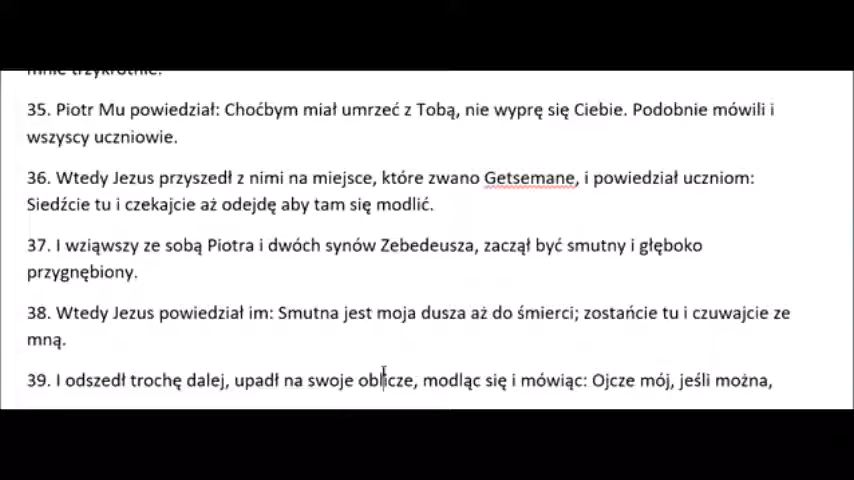 mnie trzykrotnie.
35. Piotr Mu powiedział: Choćbym miał umrzeć z Tobą, nie wyprę się Ciebie. Podobnie mówili i
wszyscy uczniowie.
36. Wtedy Jezus przyszedł z nimi na miejsce, które zwano Getsemane, i powiedział uczniom:
Siedźcie tu i czekajcie aż odejdę aby tam się modlić.
37. I wziąwszy ze sobą Piotra i dwóch synów Zebedeusza, zaczął być smutny i głęboko
przygnębiony.
38. Wtedy Jezus powiedział im: Smutna jest moja dusza aż do śmierci; zostańcie tu i czuwajcie ze
mną.
39. I odszedł trochę dalej, upadł na swoje oblicze, modląc się i mówiąc: Ojcze mój, jeśli można,